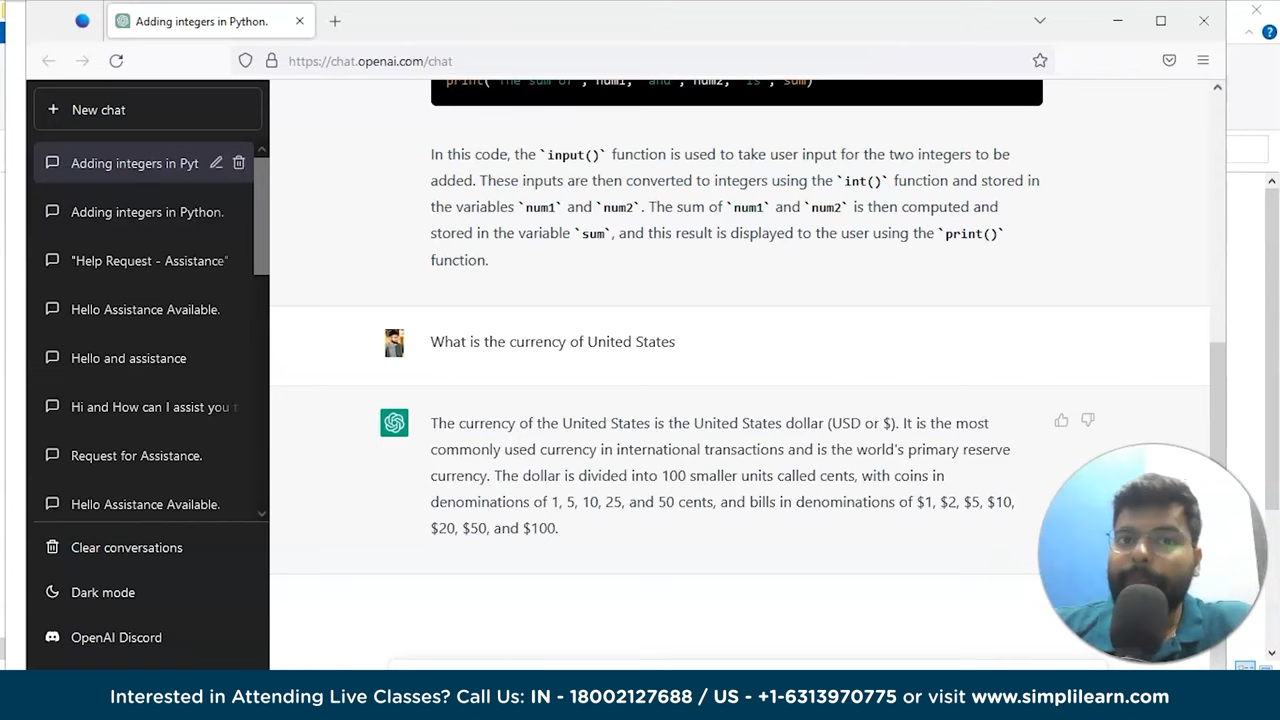 Adding integers in Python.
https://chat.openai.com/chat
New chat
Adding integers in Pyt
Adding integers in Python.
"Help Request - Assistance"
Hello Assistance Available.
Hello and assistance
Hi and How can I assist you t
Request for Assistance.
Hello Assistance Available.
Clear conversations
Dark mode
OpenAI Discord
print("The sum of", num1, "and", num2, "is", sum)
In this code, the `input()` function is used to take user input for the two integers to be
added. These inputs are then converted to integers using the `int()` function and stored in
the variables `num1` and `num2`. The sum of `num1` and `num2` is then computed and
stored in the variable `sum`, and this result is displayed to the user using the `print()`
function.
What is the currency of United States
The currency of the United States is the United States dollar (USD or $). It is the most
commonly used currency in international transactions and is the world's primary reserve
currency. The dollar is divided into 100 smaller units called cents, with coins in
denominations of 1, 5, 10, 25, and 50 cents, and bills in denominations of $1, $2, $5, $10,
$20, $50, and $100.
Interested in Attending Live Classes? Call Us: IN - 18002127688 / US - +1-6313970775 or visit www.simplilearn.com